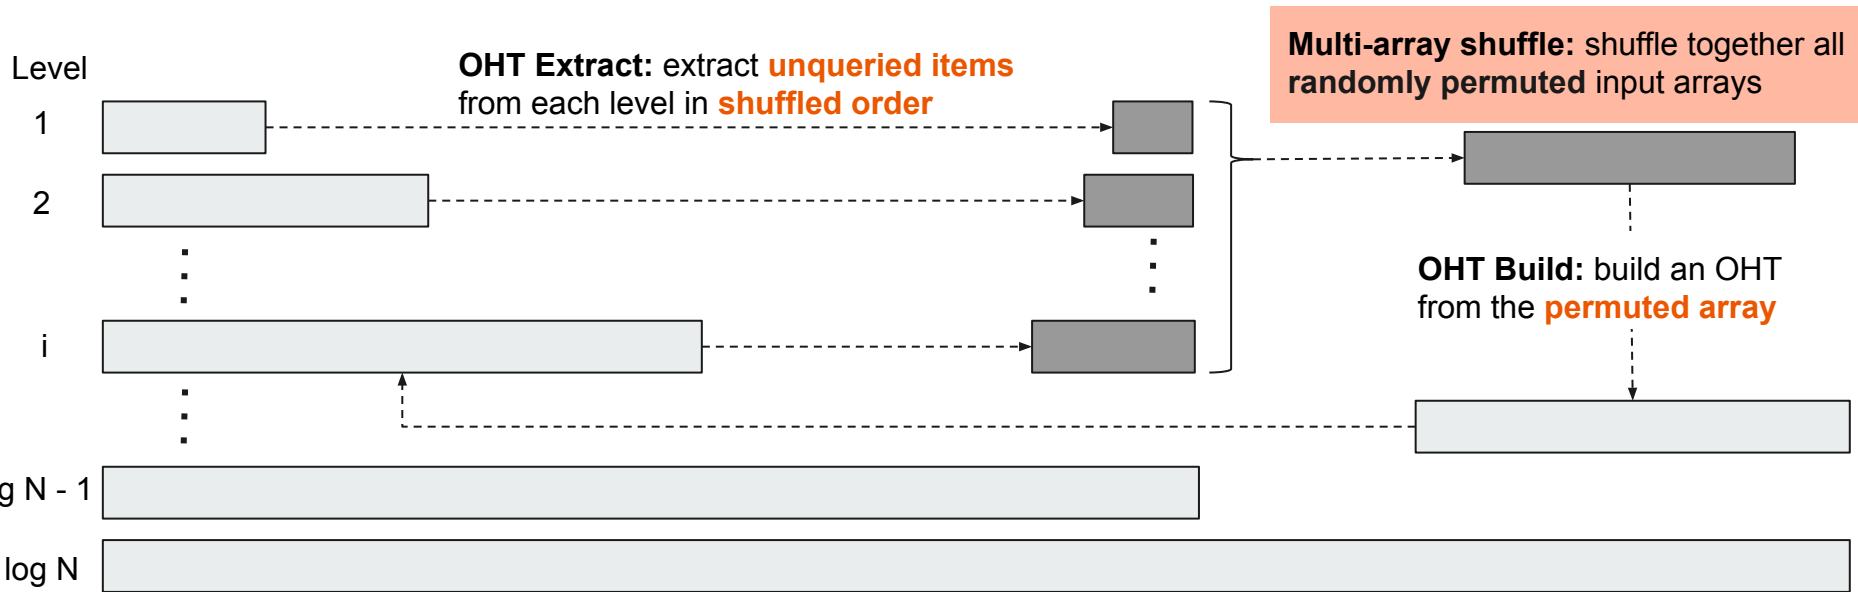 Level
OHT Extract: extract unqueried items
from each level in shuffled order
Multi-array shuffle: shuffle together all
randomly permuted input arrays
1
2
OHT Build: build an OHT
from the permuted array
i
g N - 1
log N